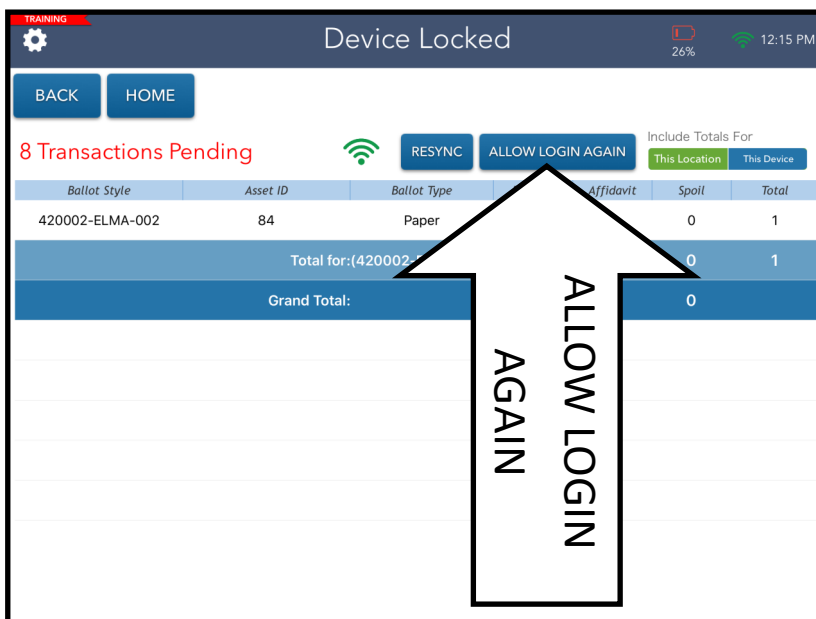 TRAINING
Device Locked
26%
12:15 PM
BACK
HOME
8 Transactions Pending
RESYNC
ALLOW LOGIN AGAIN
Include Totals For
This Location
This Device
Ballot Style Asset ID Ballot Type Affidavit Spoil Total
420002-ELMA-002 84 Paper 0 1
Total for:(420002- 0 1
Grand Total: 0
ALLOW LOGIN
AGAIN